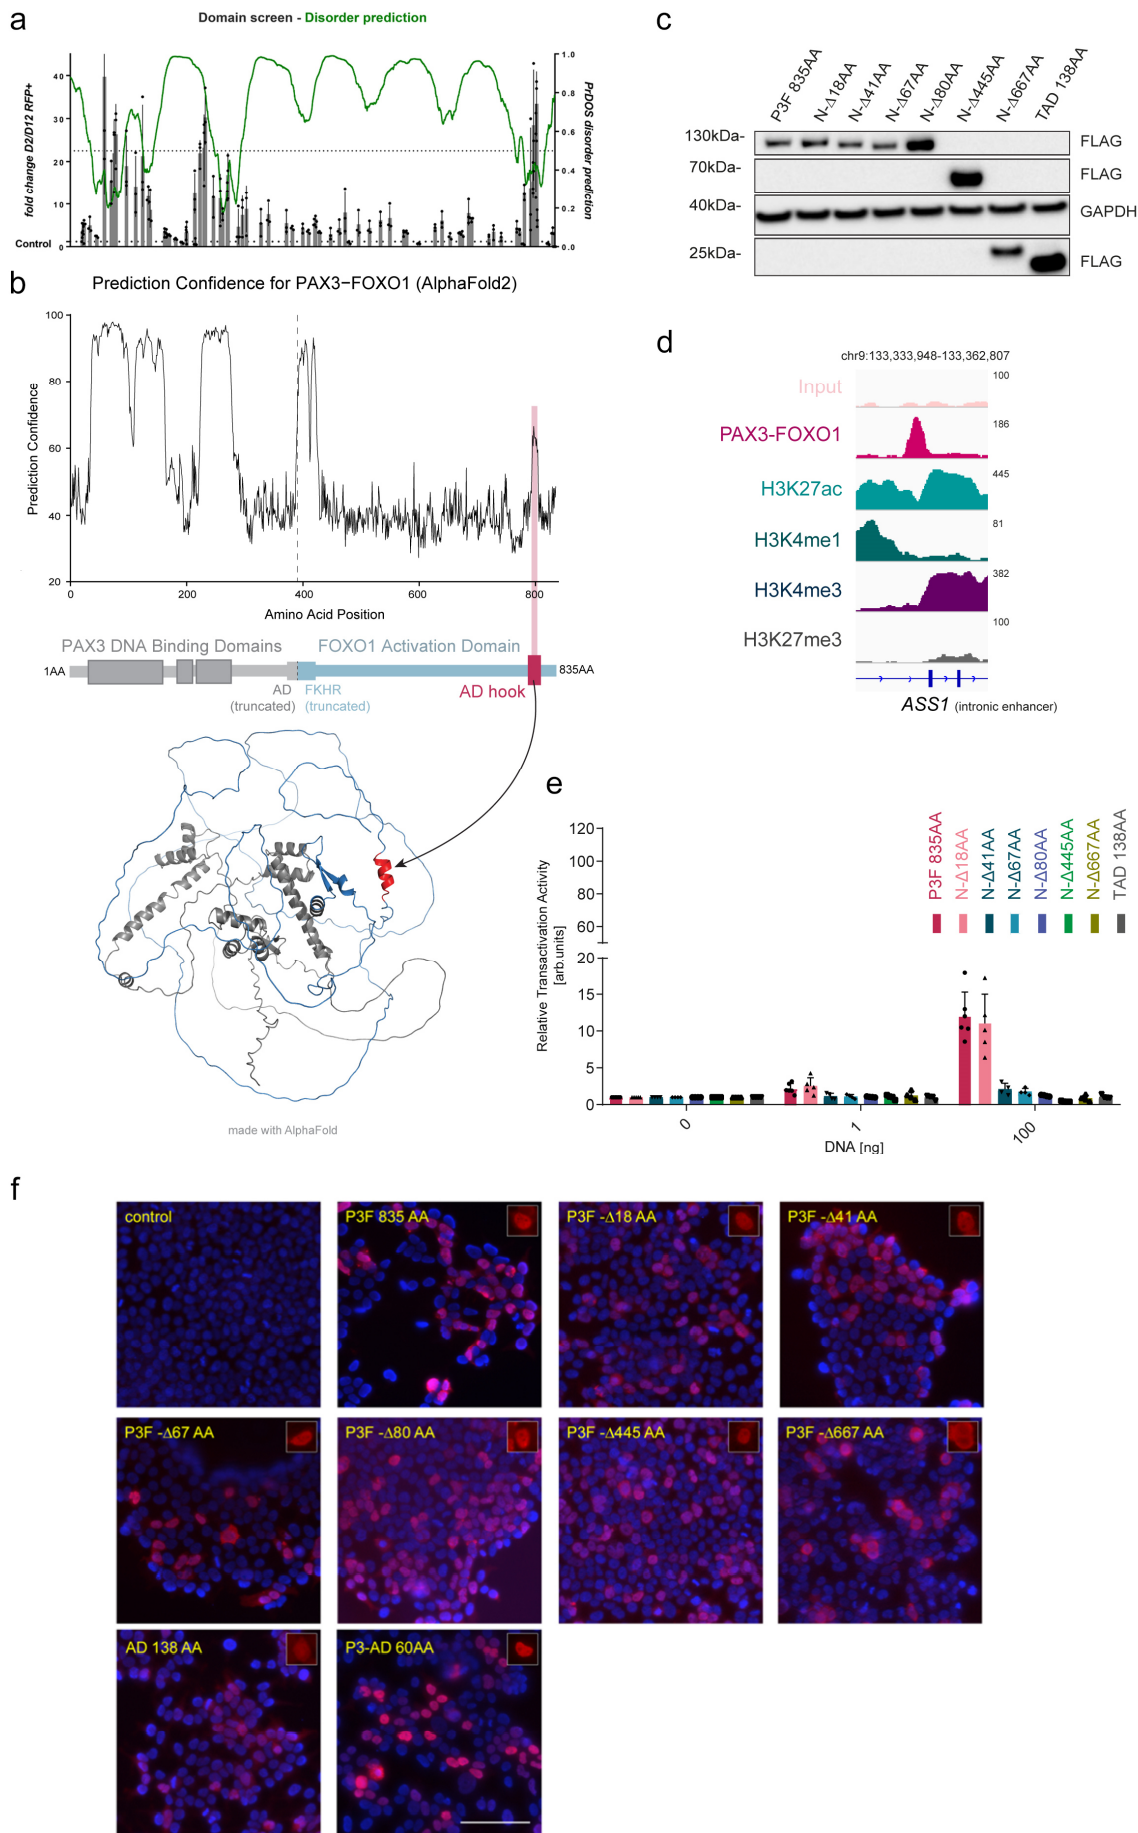 a
Domain screen - Disorder prediction
fold change D2/D12 RFP+
40
30
20
10
0
Control
1.0
0.8
0.6
0.4
0.2
0.0
PrDOS disorder prediction
b
Prediction Confidence for PAX3−FOXO1 (AlphaFold2)
Prediction Confidence
100
80
60
40
20
0
200
400
600
800
Amino Acid Position
PAX3 DNA Binding Domains
FOXO1 Activation Domain
1AA
835AA
AD
(truncated)
FKHR
(truncated)
AD hook
made with AlphaFold
c
P3F 835AA
N-Δ18AA
N-Δ41AA
N-Δ67AA
N-Δ80AA
N-Δ445AA
N-Δ667AA
TAD 138AA
130kDa-
FLAG
70kDa-
FLAG
40kDa-
GAPDH
25kDa-
FLAG
d
chr9:133,333,948-133,362,807
Input
100
PAX3-FOXO1
186
H3K27ac
445
H3K4me1
81
H3K4me3
382
H3K27me3
100
ASS1 (intronic enhancer)
e
Relative Transactivation Activity
[arb.units]
120
100
80
60
20
15
10
5
0
P3F 835AA
N-Δ18AA
N-Δ41AA
N-Δ67AA
N-Δ80AA
N-Δ445AA
N-Δ667AA
TAD 138AA
0
1
100
DNA [ng]
f
control
P3F 835 AA
P3F -Δ18 AA
P3F -Δ41 AA
P3F -Δ67 AA
P3F -Δ80 AA
P3F -Δ445 AA
P3F -Δ667 AA
AD 138 AA
P3-AD 60AA